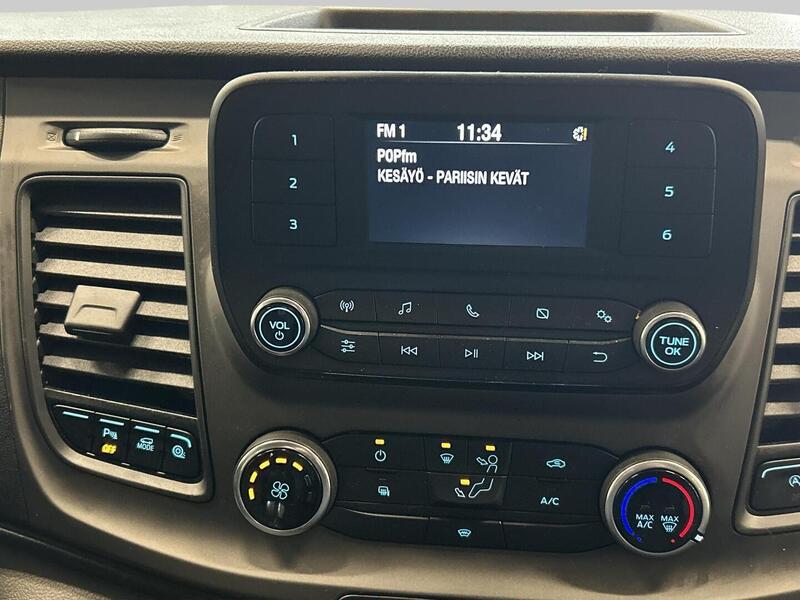 FM 1 11:34
POPfm
KESÄYÖ - PARIISIN KEVÄT
1
2
3
4
5
6
VOL
TUNE
OK
P
OFF
MODE
A/C
MAX
A/C
MAX